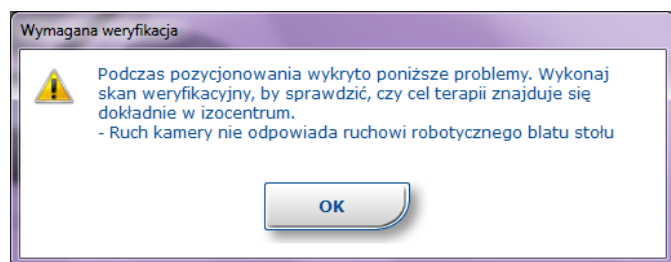 Wymagana weryfikacja
Podczas pozycjonowania wykryto poniższe problemy. Wykonaj
skan weryfikacyjny, by sprawdzić, czy cel terapii znajduje się
dokładnie w izocentrum.
- Ruch kamery nie odpowiada ruchowi robotycznego blatu stołu
OK